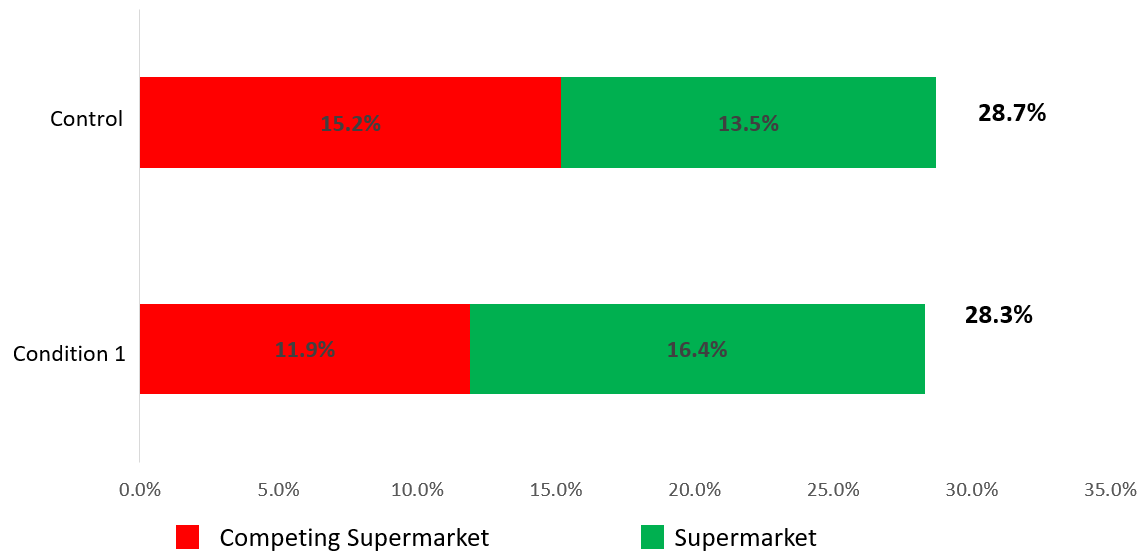 Control
15.2%
13.5%
28.7%
Condition 1
11.9%
16.4%
28.3%
0.0% 5.0% 10.0% 15.0% 20.0% 25.0% 30.0% 35.0%
Competing Supermarket Supermarket